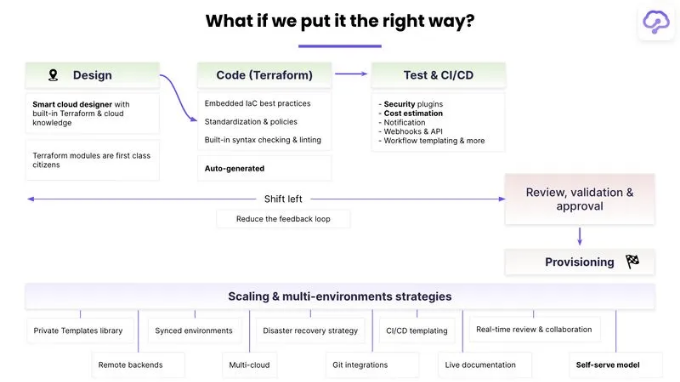 What if we put it the right way?
Design
Code (Terraform)
Test & CI/CD
Smart cloud designer with
built-in Terraform & cloud
knowledge
Terraform modules are first class
citizens
Embedded IaC best practices
Standardization & policies
Built-in syntax checking & linting
Auto-generated
- Security plugins
- Cost estimation
- Notification
- Webhooks & API
- Workflow templating & more
Shift left
Reduce the feedback loop
Review, validation &
approval
Provisioning
Scaling & multi-environments strategies
Private Templates library
Synced environments
Disaster recovery strategy
CI/CD templating
Real-time review & collaboration
Remote backends
Multi-cloud
Git integrations
Live documentation
Self-serve model